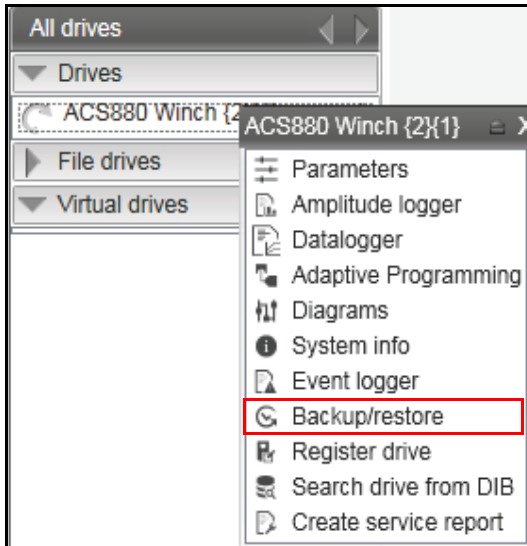 All drives
Drives
ACS880 Winch {2
ACS880 Winch {2}{1}
File drives
Virtual drives
Parameters
Amplitude logger
Datalogger
Adaptive Programming
Diagrams
System info
Event logger
Backup/restore
Register drive
Search drive from DIB
Create service report